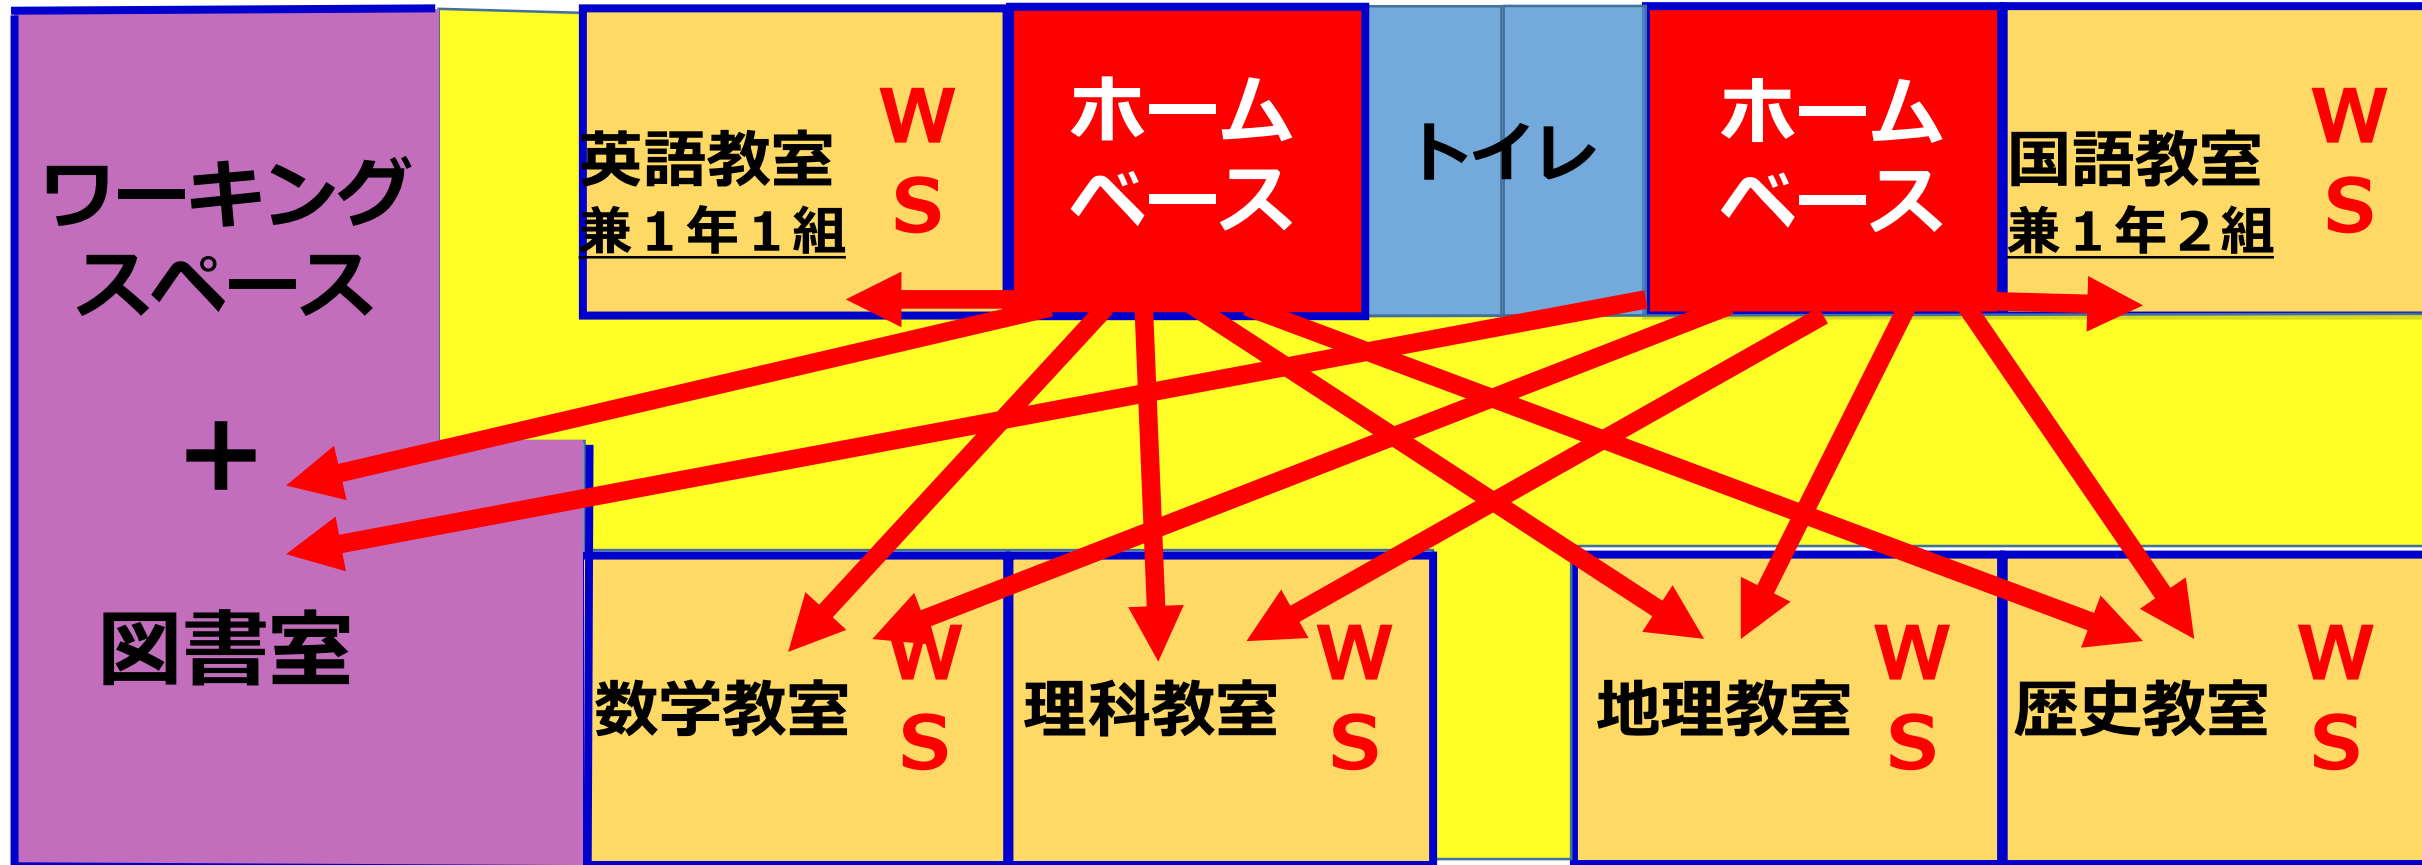 ワーキング
スペース
＋
図書室
英語教室
兼１年１組
W
S
ホーム
ベース
トイレ
ホーム
ベース
国語教室
兼１年２組
W
S
数学教室
W
S
理科教室
W
S
地理教室
W
S
歴史教室
W
S